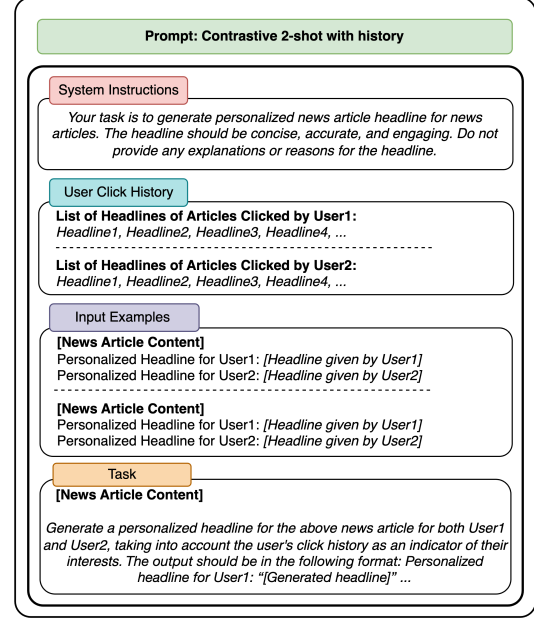 Prompt: Contrastive 2-shot with history
System Instructions
Your task is to generate personalized news article headline for news
articles. The headline should be concise, accurate, and engaging. Do not
provide any explanations or reasons for the headline.
User Click History
List of Headlines of Articles Clicked by User1:
Headline1, Headline2, Headline3, Headline4, ...
List of Headlines of Articles Clicked by User2:
Headline1, Headline2, Headline3, Headline4, ...
Input Examples
[News Article Content]
Personalized Headline for User1: [Headline given by User1]
Personalized Headline for User2: [Headline given by User2]
[News Article Content]
Personalized Headline for User1: [Headline given by User1]
Personalized Headline for User2: [Headline given by User2]
Task
[News Article Content]
Generate a personalized headline for the above news article for both User1
and User2, taking into account the user's click history as an indicator of their
interests. The output should be in the following format: Personalized
headline for User1: “[Generated headline]” ...